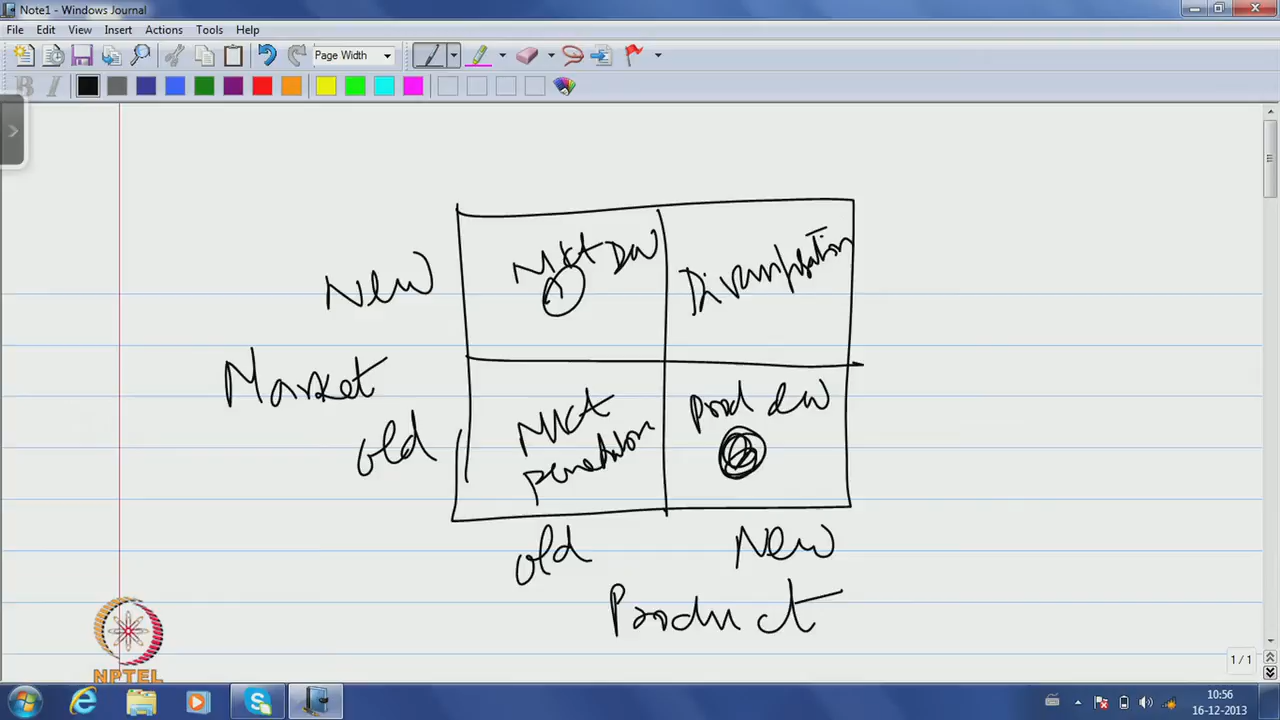 Note1 - Windows Journal
File Edit View Insert Actions Tools Help
Page Width
B I
New
Mkt Dev
Diversification
Market
old
Mkt
penetration
Prod dev
old
New
Product
NPTEL
1 / 1
10:56
16-12-2013